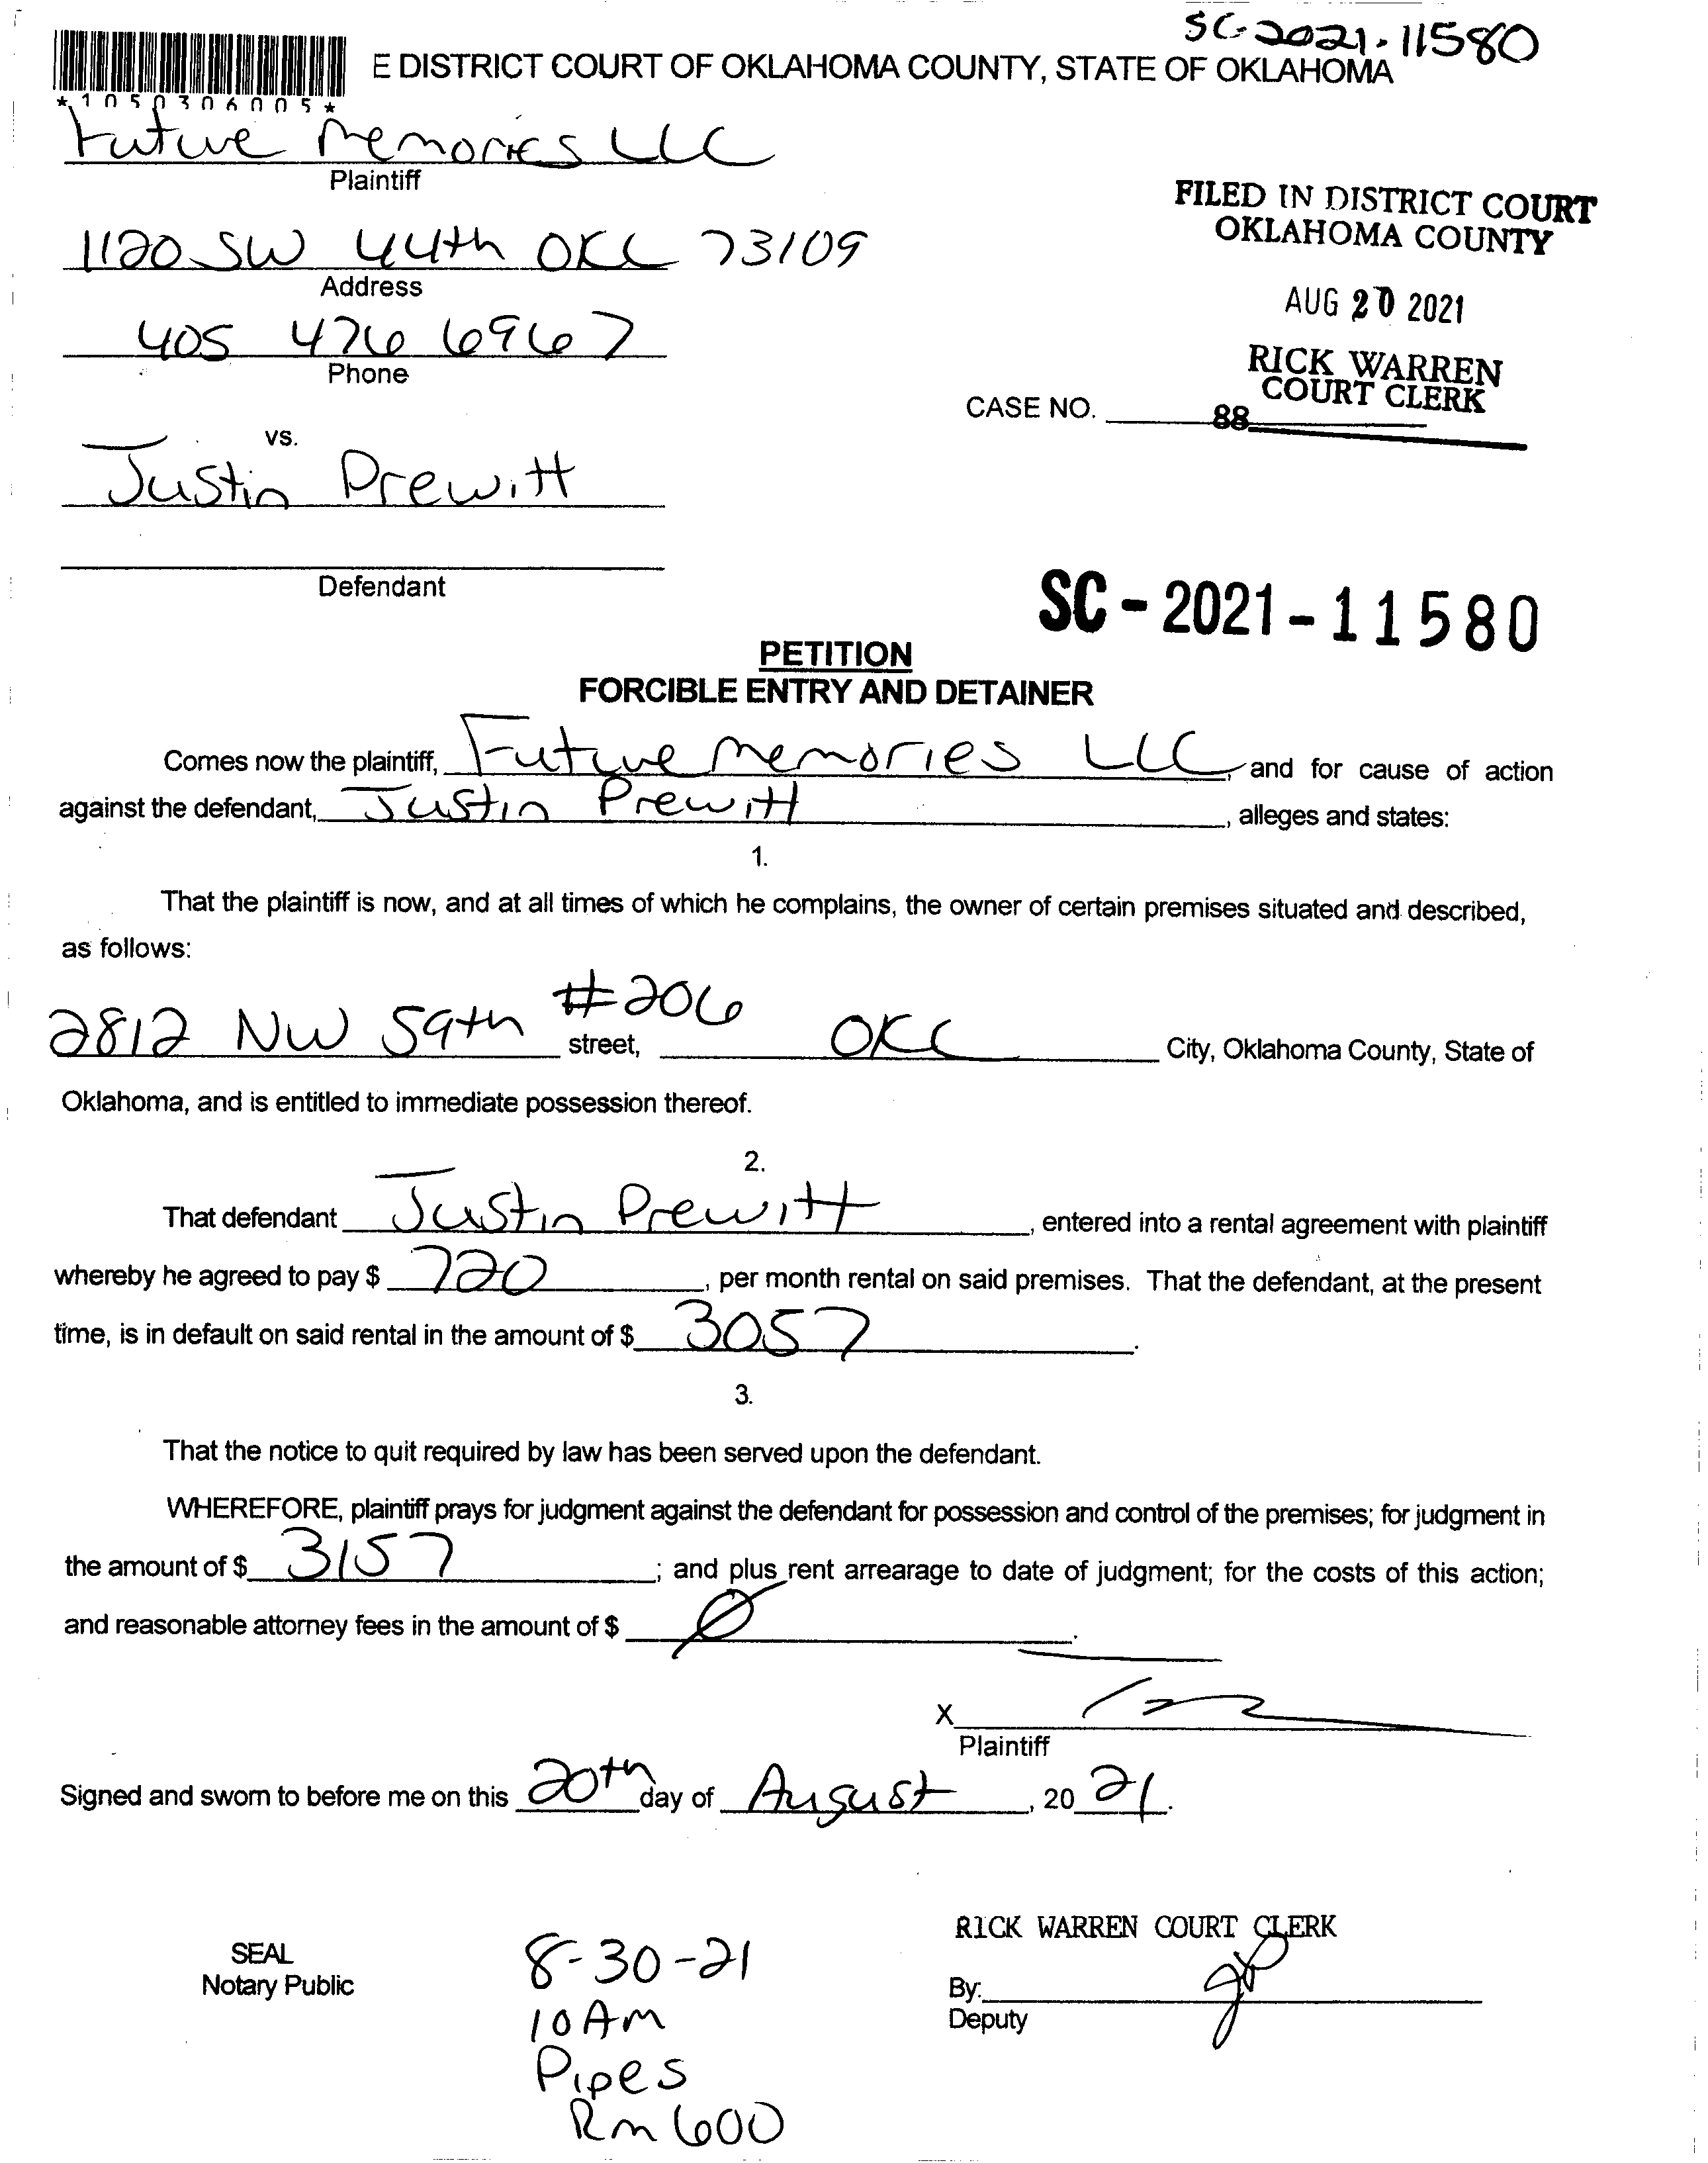 SC-2021-11580
E DISTRICT COURT OF OKLAHOMA COUNTY, STATE OF OKLAHOMA
*1050306005*
Future Memories LLC
Plaintiff
FILED IN DISTRICT COURT
OKLAHOMA COUNTY
1120 SW 44th OKC 73109
Address
AUG 20 2021
405 476 6967
Phone
RICK WARREN
COURT CLERK
CASE NO.
88
vs.
Justin Prewitt
Defendant
SC-2021-11580
PETITION
FORCIBLE ENTRY AND DETAINER
Comes now the plaintiff, Future Memories LLC, and for cause of action
against the defendant, Justin Prewitt, alleges and states:
1.
That the plaintiff is now, and at all times of which he complains, the owner of certain premises situated and described,
as follows:
2812 NW 59th #206 street, OKC City, Oklahoma County, State of
Oklahoma, and is entitled to immediate possession thereof.
2.
That defendant Justin Prewitt, entered into a rental agreement with plaintiff
whereby he agreed to pay $ 720, per month rental on said premises. That the defendant, at the present
time, is in default on said rental in the amount of $ 3057.
3.
That the notice to quit required by law has been served upon the defendant.
WHEREFORE, plaintiff prays for judgment against the defendant for possession and control of the premises; for judgment in
the amount of $ 3157; and plus rent arrearage to date of judgment; for the costs of this action;
and reasonable attorney fees in the amount of $ Ø.
X
Plaintiff
Signed and sworn to before me on this 20th day of August, 2021.
RICK WARREN COURT CLERK
SEAL
Notary Public
By:
Deputy
8-30-21
10 AM
Pipes
Rm 600